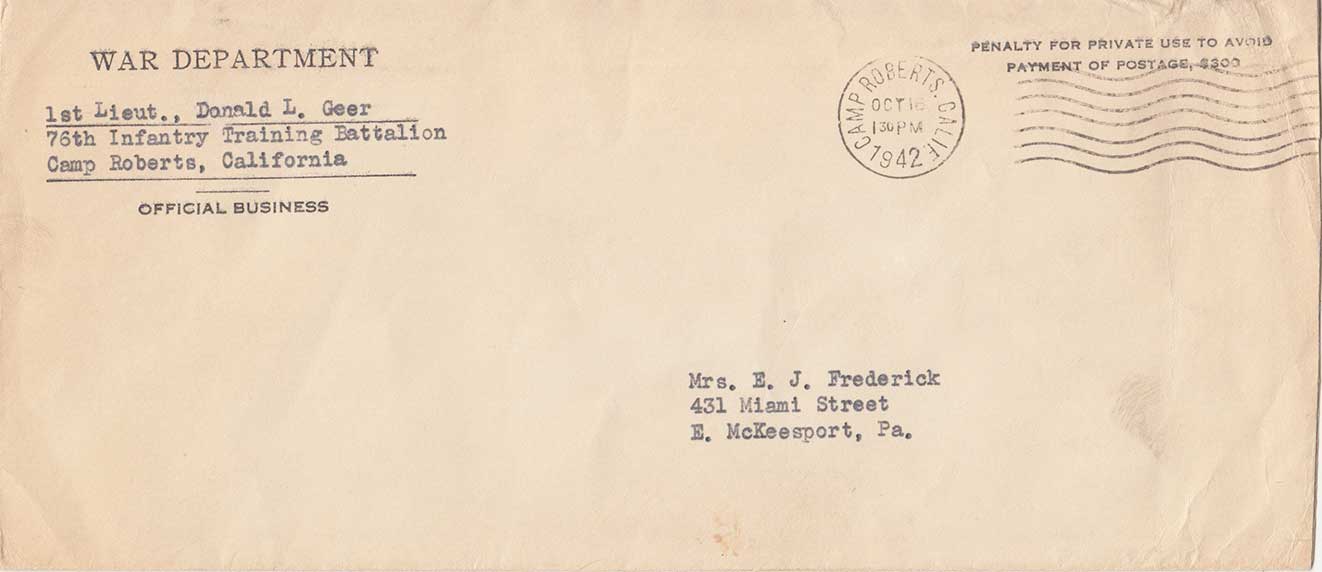 WAR DEPARTMENT
1st Lieut., Donald L. Geer
76th Infantry Training Battalion
Camp Roberts, California
OFFICIAL BUSINESS
CAMP ROBERTS. CALIF.
OCT 16
1 30 PM
1942
PENALTY FOR PRIVATE USE TO AVOID
PAYMENT OF POSTAGE, $300
Mrs. E. J. Frederick
431 Miami Street
E. McKeesport, Pa.